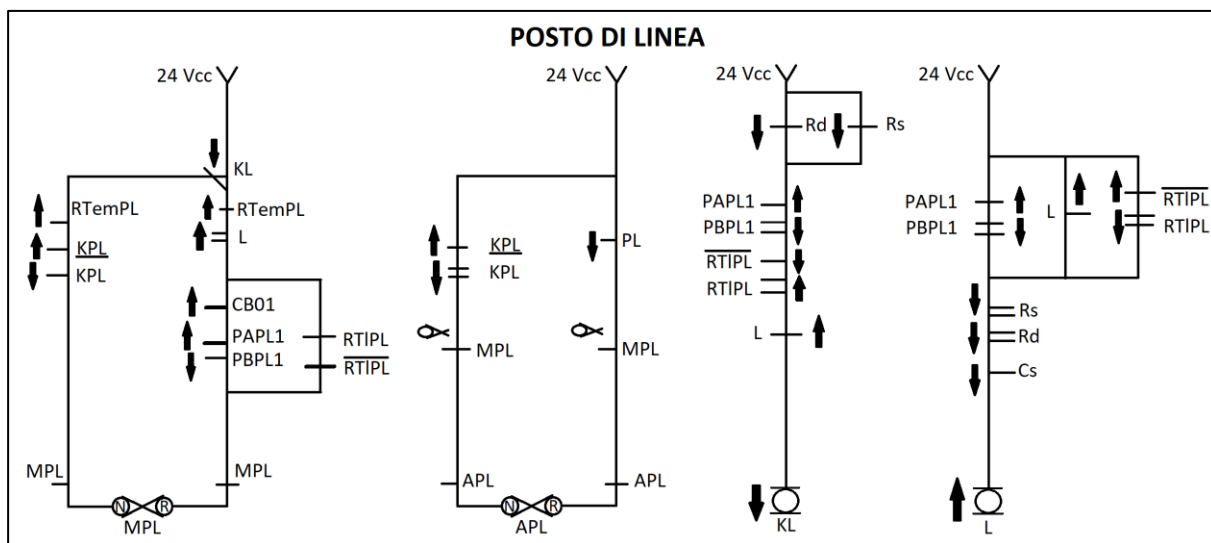 POSTO DI LINEA
24 Vcc
KL
RTemPL
RTemPL
L
KPL
KPL
CB01
PAPL1
PBPL1
RTIPL
RTIPL
MPL
MPL
N
R
MPL
24 Vcc
KPL
KPL
PL
MPL
MPL
APL
APL
N
R
APL
24 Vcc
Rd
Rs
PAPL1
PBPL1
RTIPL
RTIPL
L
KL
24 Vcc
PAPL1
PBPL1
L
RTIPL
RTIPL
Rs
Rd
Cs
L